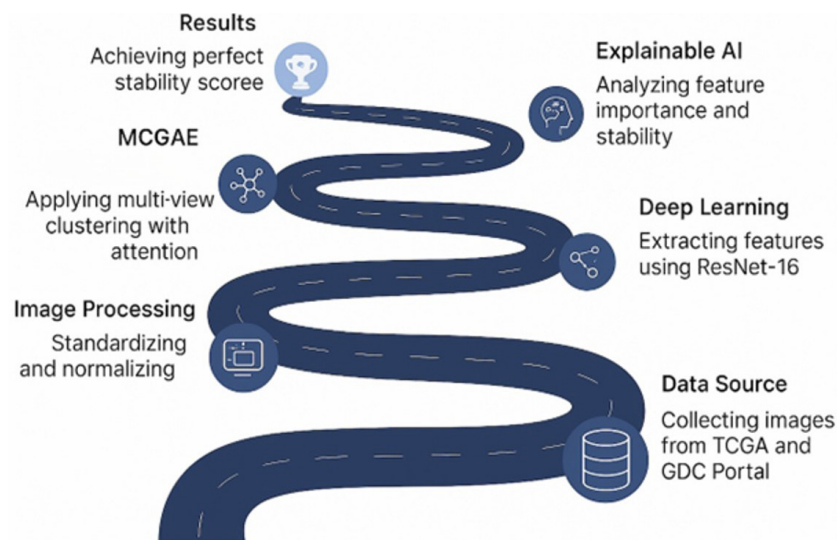 Results
Achieving perfect
stability scoree
Explainable AI
Analyzing feature
importance and
stability
MCGAE
Applying multi-view
clustering with
attention
Deep Learning
Extracting features
using ResNet-16
Image Processing
Standardizing
and normalizing
Data Source
Collecting images
from TCGA and
GDC Portal